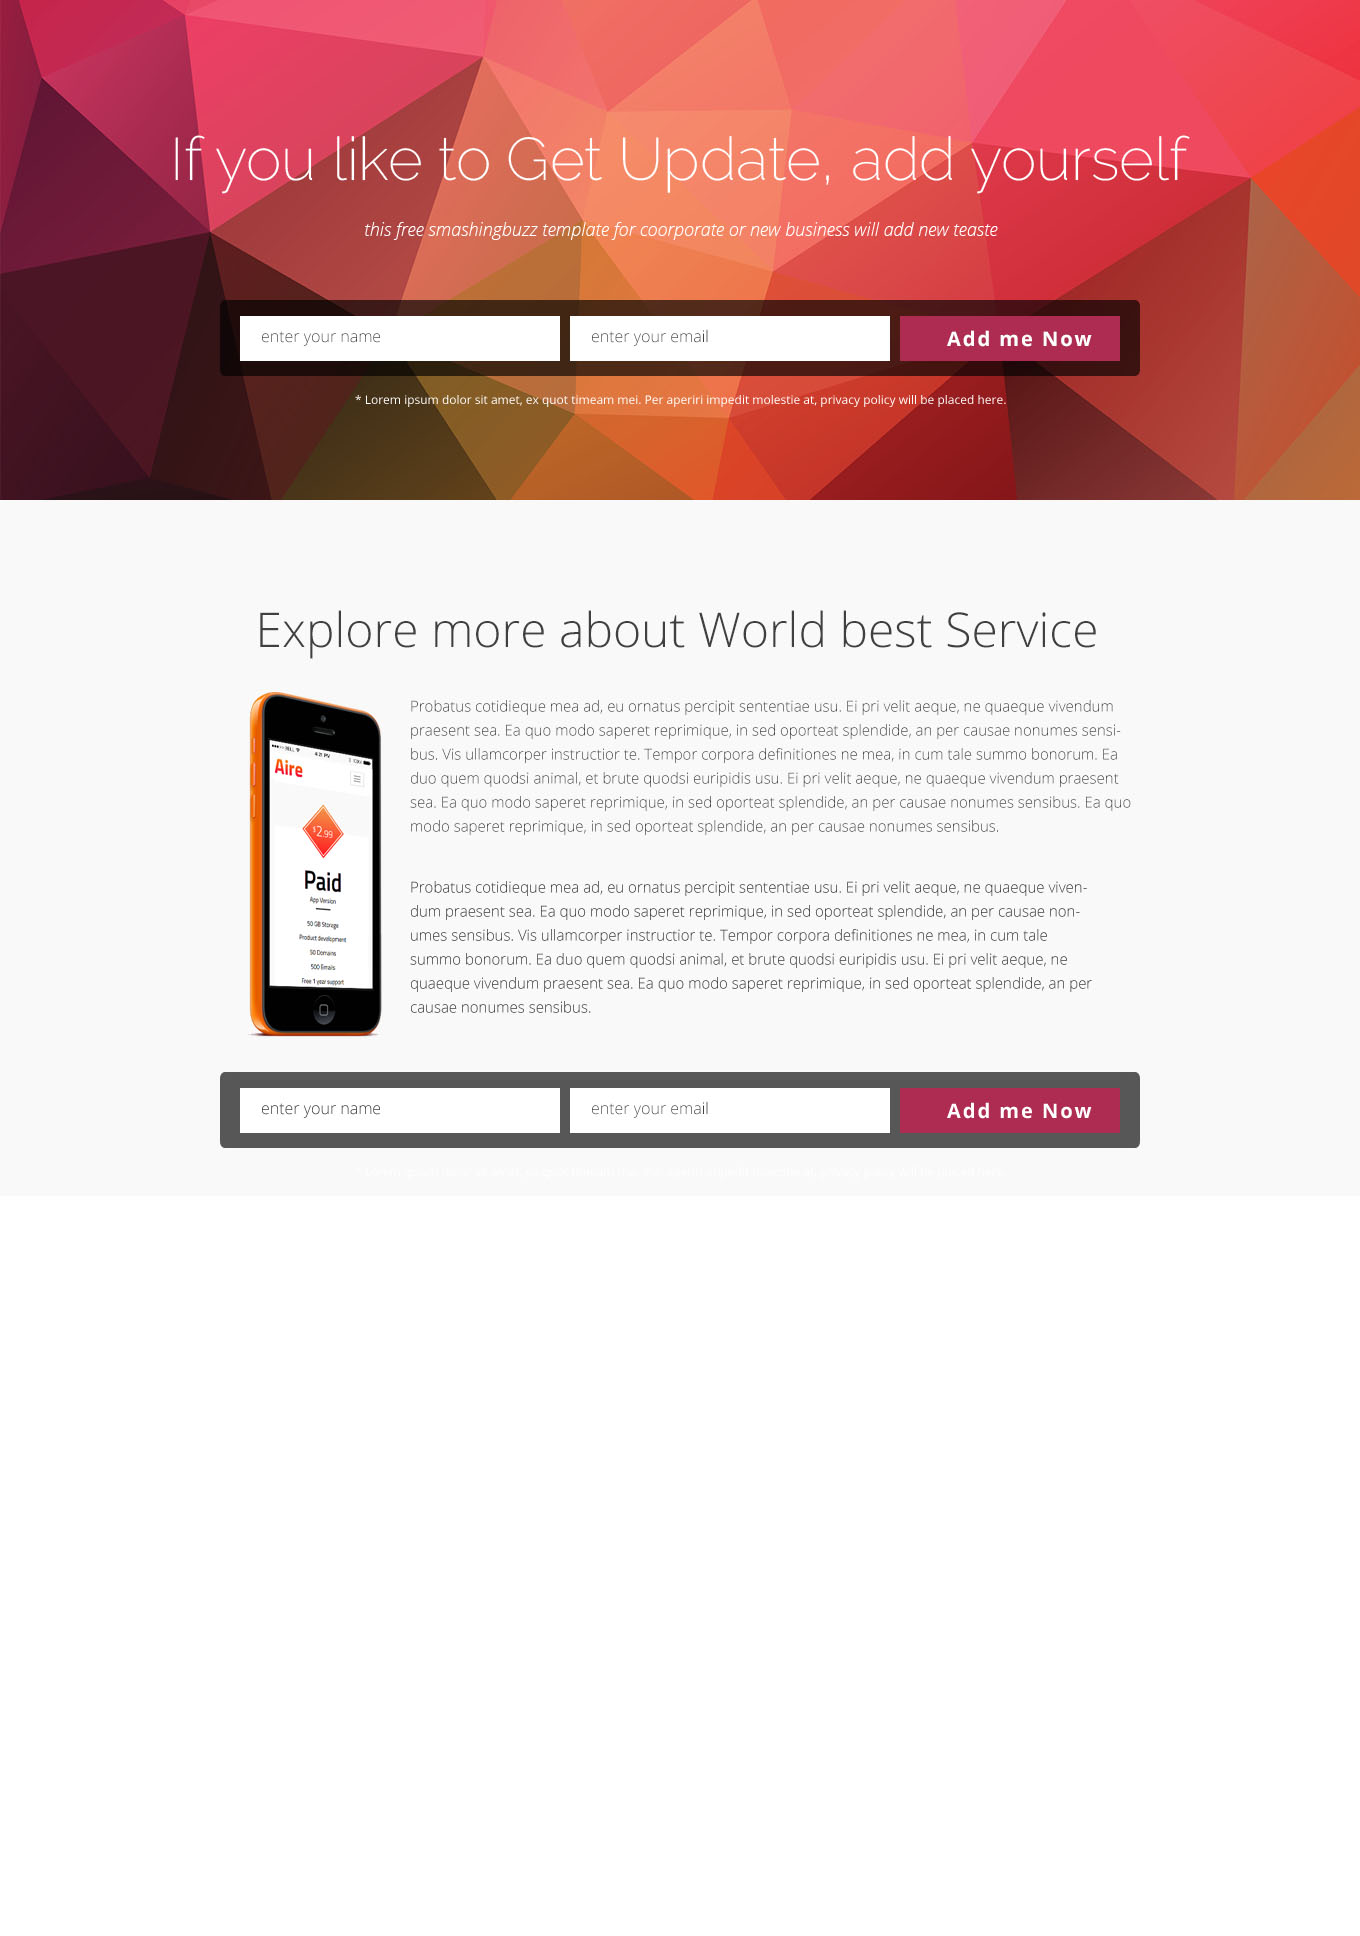 If you like to Get Update, add yourself
this free smashingbuzz template for coorporate or new business will add new teaste
enter your name
enter your email
Add me Now
* Lorem ipsum dolor sit amet, ex quot timeam mei. Per aperiri impedit molestie at, privacy policy will be placed here.
Explore more about World best Service
4:21 PM
Aire
$2.99
Paid
App Version
50 GB Storage
Product development
50 Domains
500 Emails
Free 1 year support
Probatus cotidieque mea ad, eu ornatus percipit sententiae usu. Ei pri velit aeque, ne quaeque vivendum
praesent sea. Ea quo modo saperet reprimique, in sed oporteat splendide, an per causae nonumes sensi-
bus. Vis ullamcorper instructior te. Tempor corpora definitiones ne mea, in cum tale summo bonorum. Ea
duo quem quodsi animal, et brute quodsi euripidis usu. Ei pri velit aeque, ne quaeque vivendum praesent
sea. Ea quo modo saperet reprimique, in sed oporteat splendide, an per causae nonumes sensibus. Ea quo
modo saperet reprimique, in sed oporteat splendide, an per causae nonumes sensibus.
Probatus cotidieque mea ad, eu ornatus percipit sententiae usu. Ei pri velit aeque, ne quaeque viven-
dum praesent sea. Ea quo modo saperet reprimique, in sed oporteat splendide, an per causae non-
umes sensibus. Vis ullamcorper instructior te. Tempor corpora definitiones ne mea, in cum tale
summo bonorum. Ea duo quem quodsi animal, et brute quodsi euripidis usu. Ei pri velit aeque, ne
quaeque vivendum praesent sea. Ea quo modo saperet reprimique, in sed oporteat splendide, an per
causae nonumes sensibus.
enter your name
enter your email
Add me Now